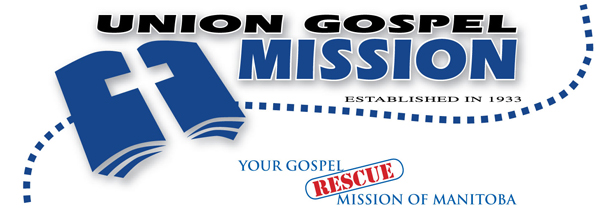 UNION GOSPEL
MISSION
ESTABLISHED IN 1933
YOUR GOSPEL
RESCUE
MISSION OF MANITOBA